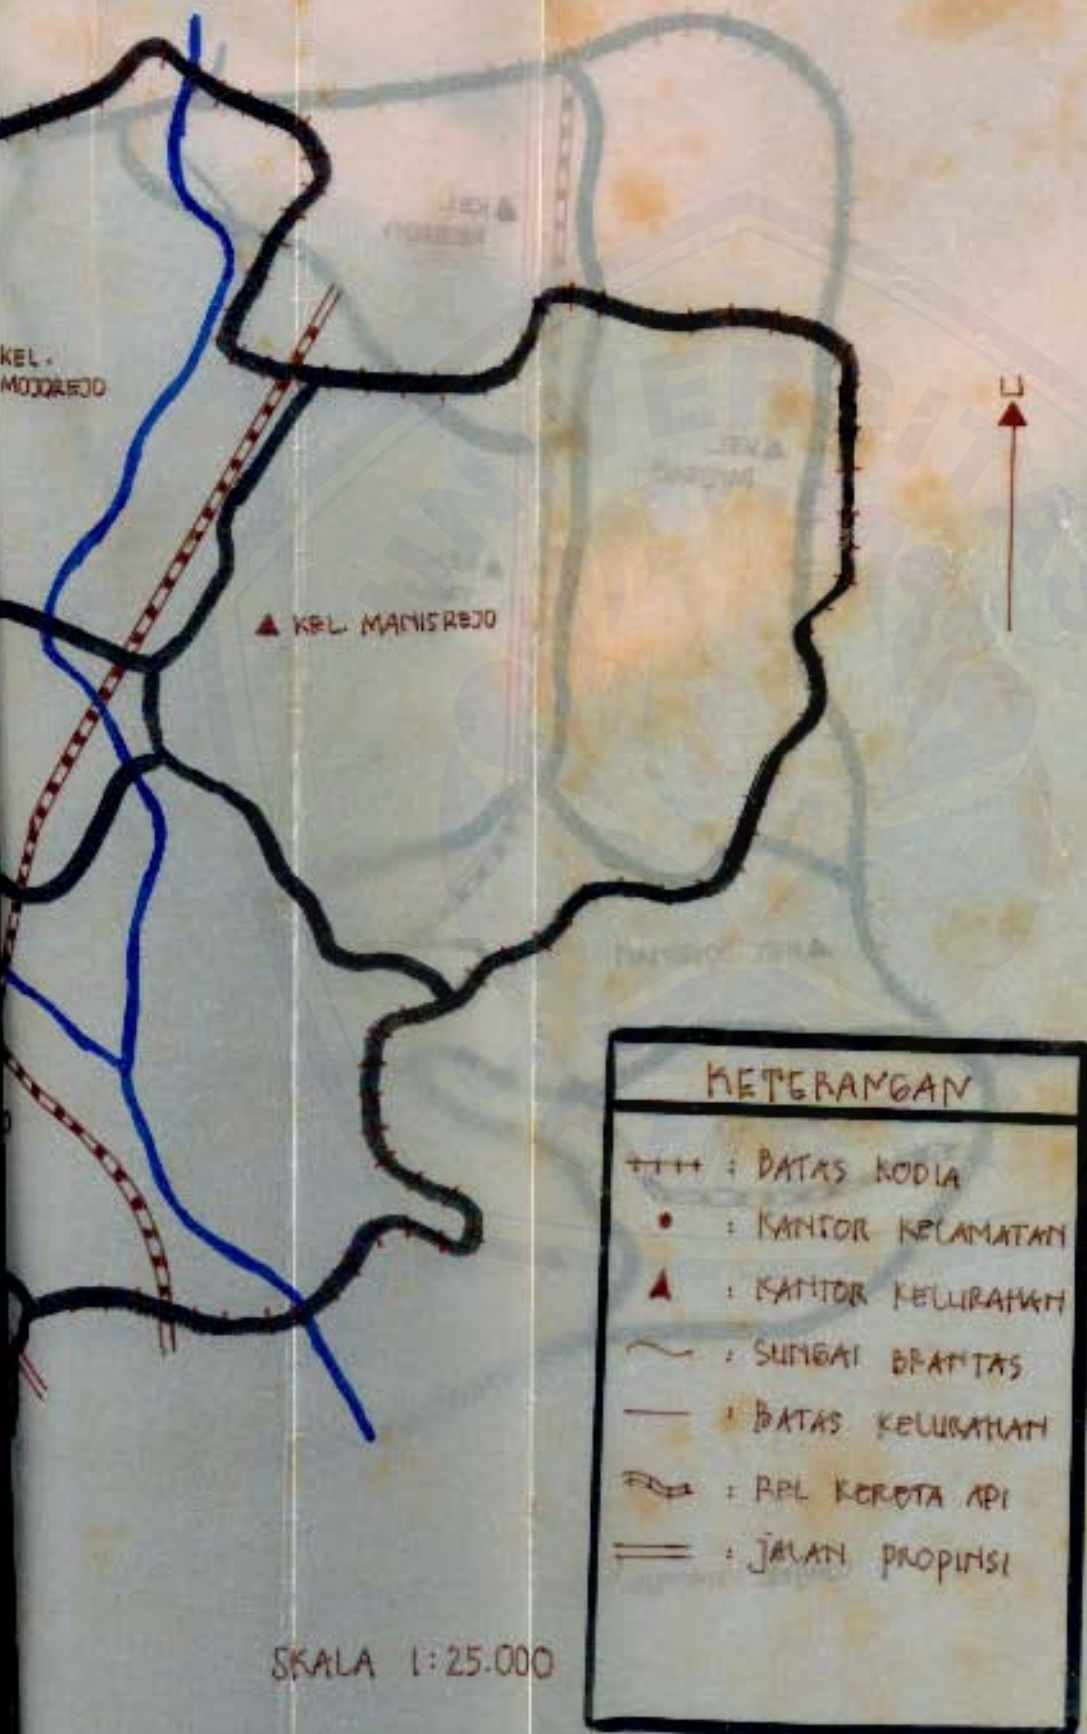 KEL.
MOJOREJO
U
KEL. MANISREJO
KETERANGAN
: BATAS KODIA
: KANTOR KECAMATAN
: KANTOR KELURAHAN
: SUNGAI BRANTAS
: BATAS KELURAHAN
: REL KERETA API
: JALAN PROPINSI
SKALA 1:25.000